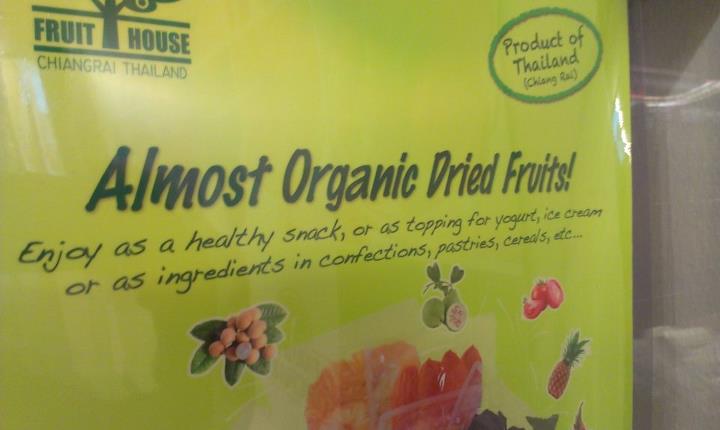 FRUIT HOUSE
CHIANGRAI THAILAND
Product of
Thailand
(Chiang Rai)
Almost Organic Dried Fruits!
Enjoy as a healthy snack, or as topping for yogurt, ice cream
or as ingredients in confections, pastries, cereals, etc...